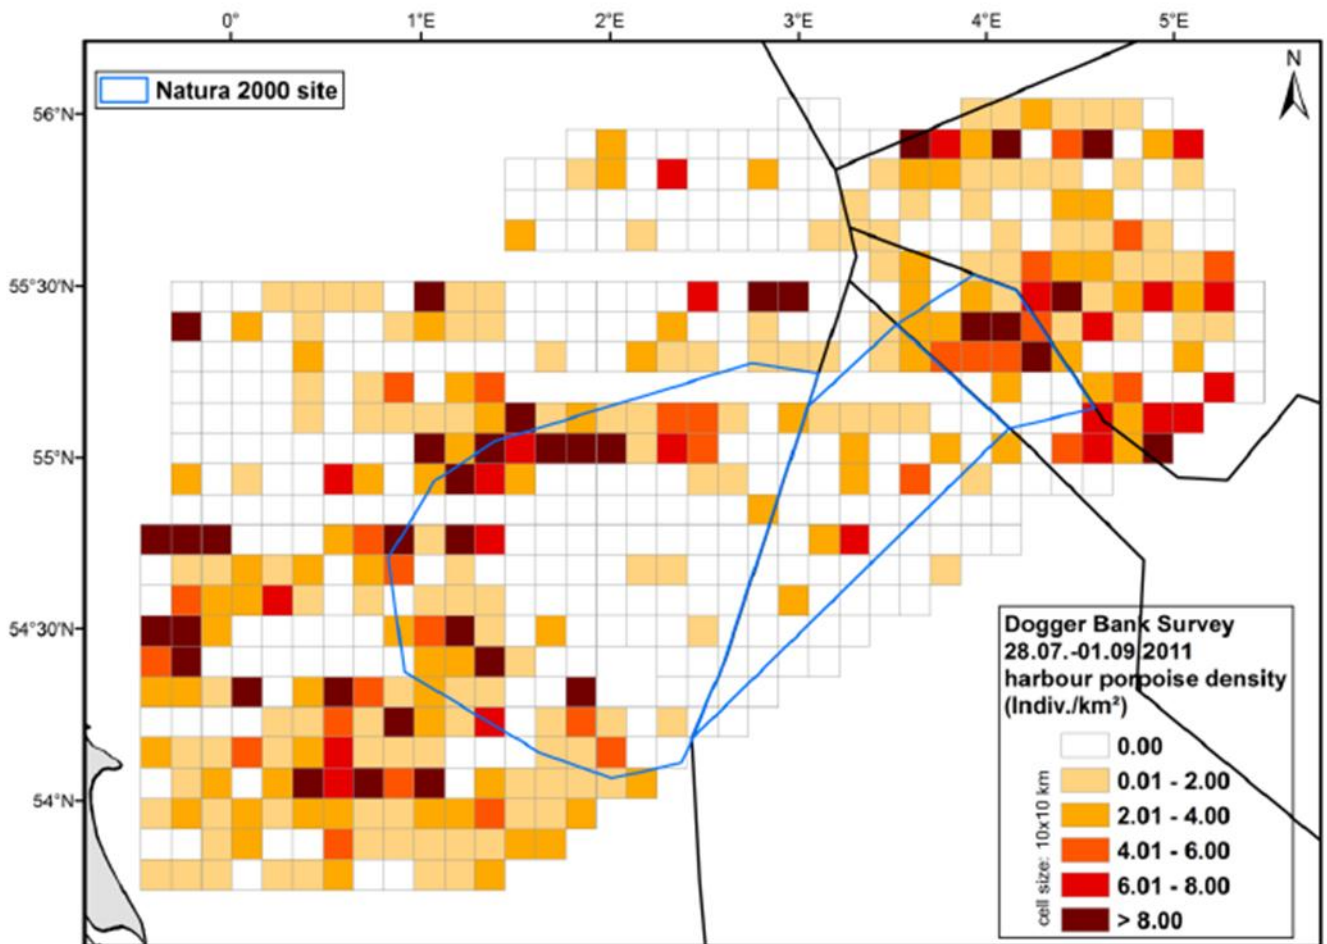 0° 1°E 2°E 3°E 4°E 5°E
N
Natura 2000 site
56°N
55°30'N
55°N
54°30'N
54°N
Dogger Bank Survey
28.07.-01.09.2011
harbour porpoise density
(Indiv./km²)
cell size: 10x10 km
0.00
0.01 - 2.00
2.01 - 4.00
4.01 - 6.00
6.01 - 8.00
> 8.00